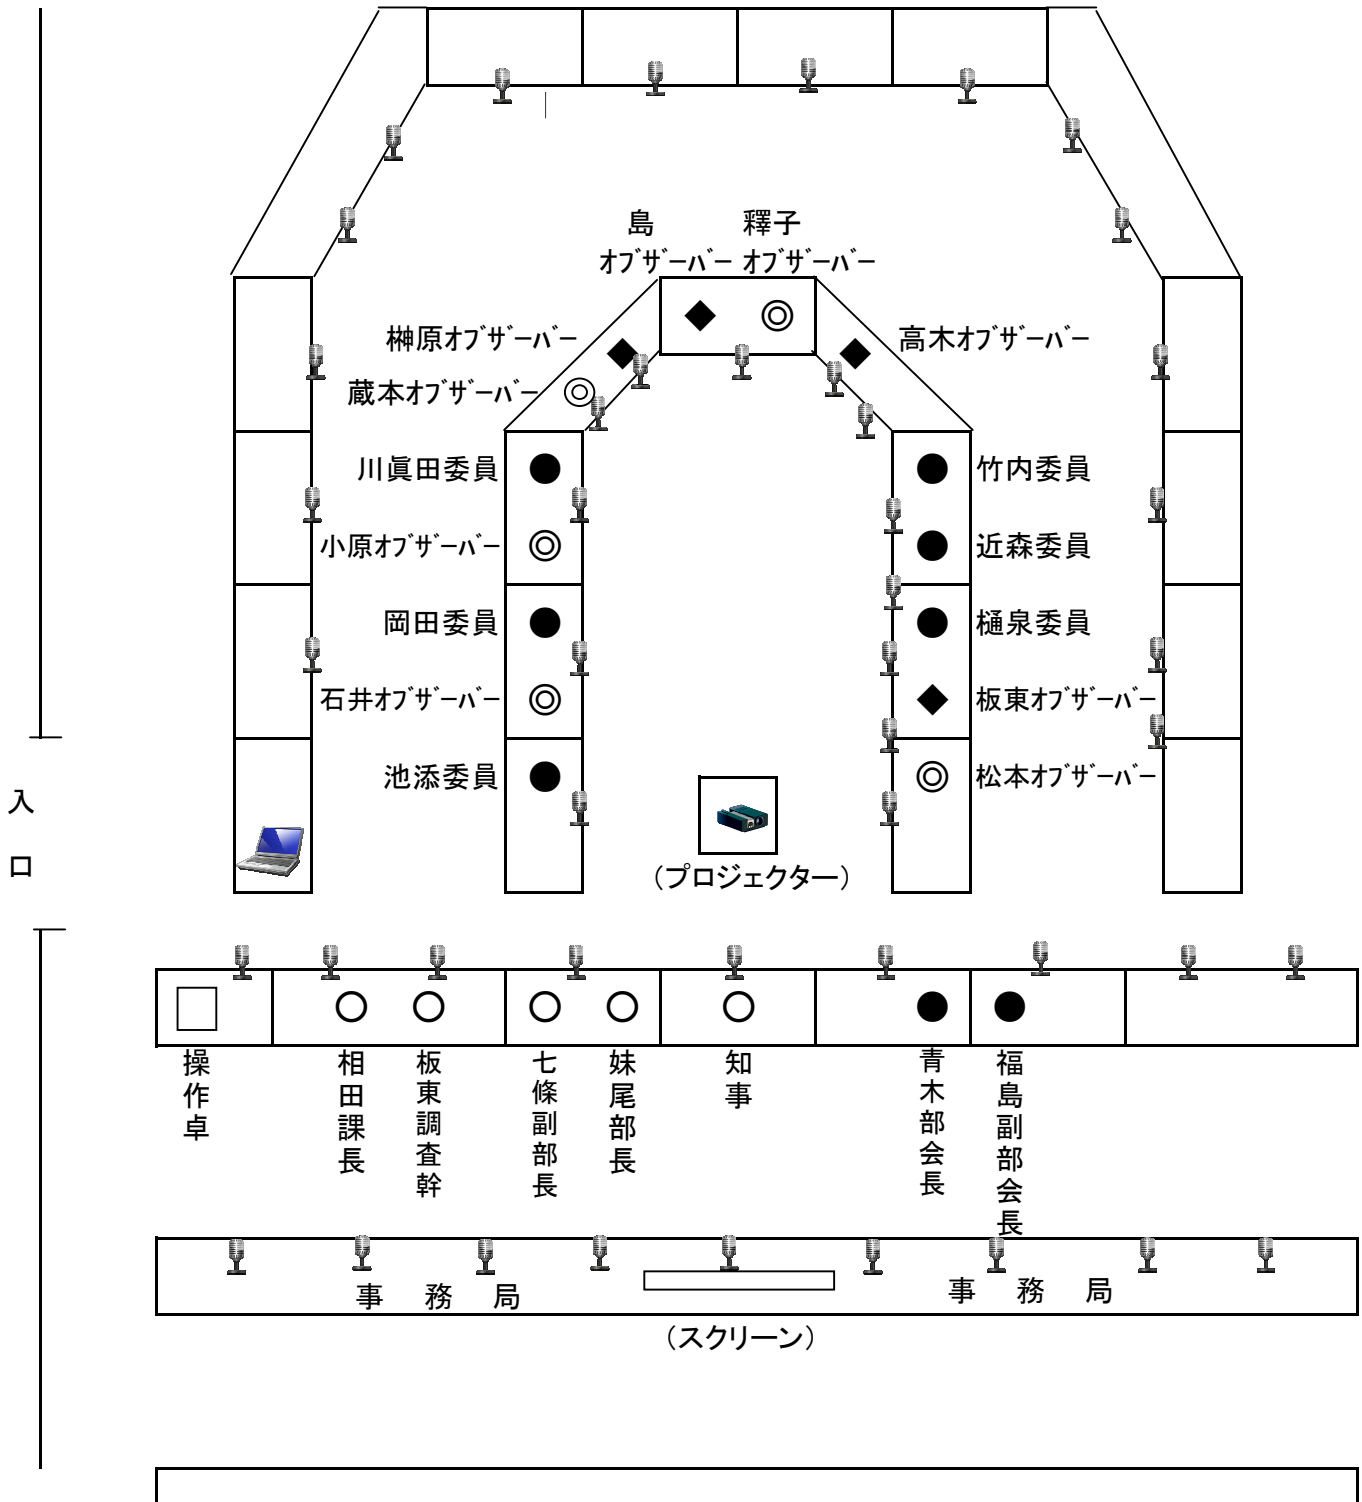 島　釋子
オブザーバー オブザーバー
榊原オブザーバー
高木オブザーバー
蔵本オブザーバー
川眞田委員
竹内委員
小原オブザーバー
近森委員
岡田委員
樋泉委員
石井オブザーバー
板東オブザーバー
池添委員
松本オブザーバー
入口
(プロジェクター)
操作卓
相田課長
板東調査幹
七條副部長
妹尾部長
知事
青木部会長
福島副部会長
事　務　局
事　務　局
(スクリーン)